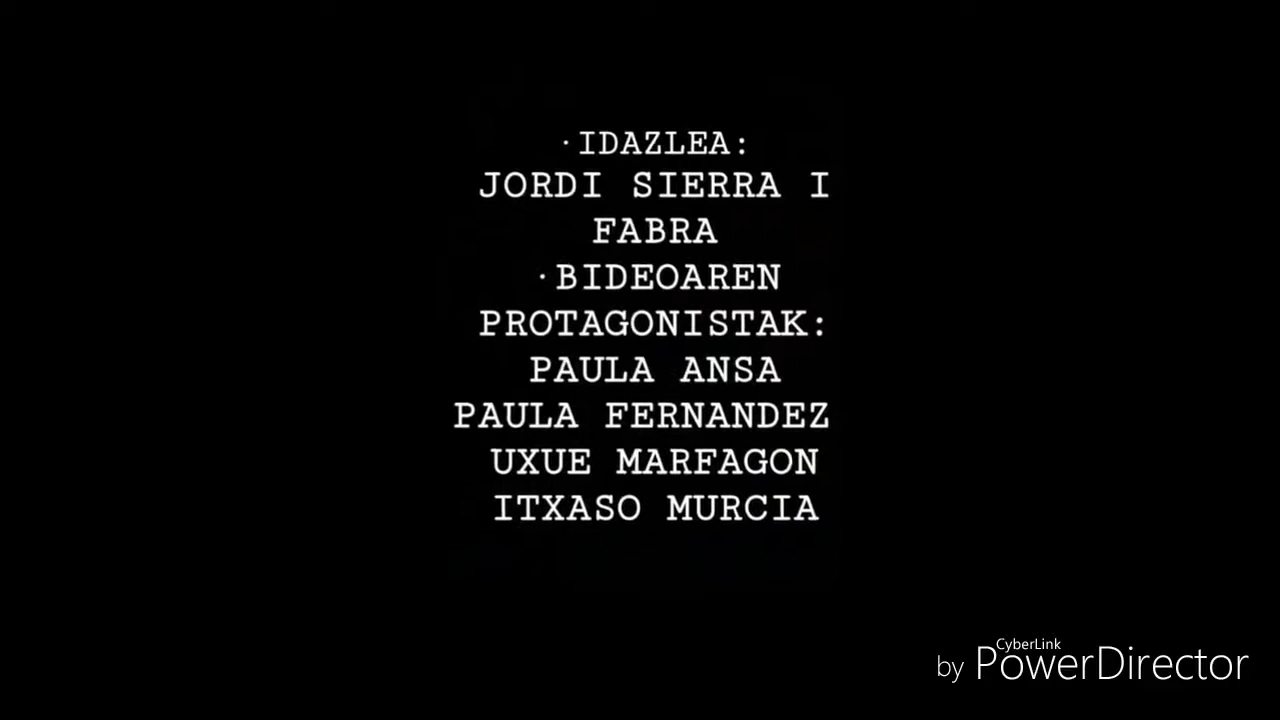 ·IDAZLEA:
JORDI SIERRA I
FABRA
·BIDEOAREN
PROTAGONISTAK:
PAULA ANSA
PAULA FERNANDEZ
UXUE MARFAGON
ITXASO MURCIA
CyberLink
by PowerDirector